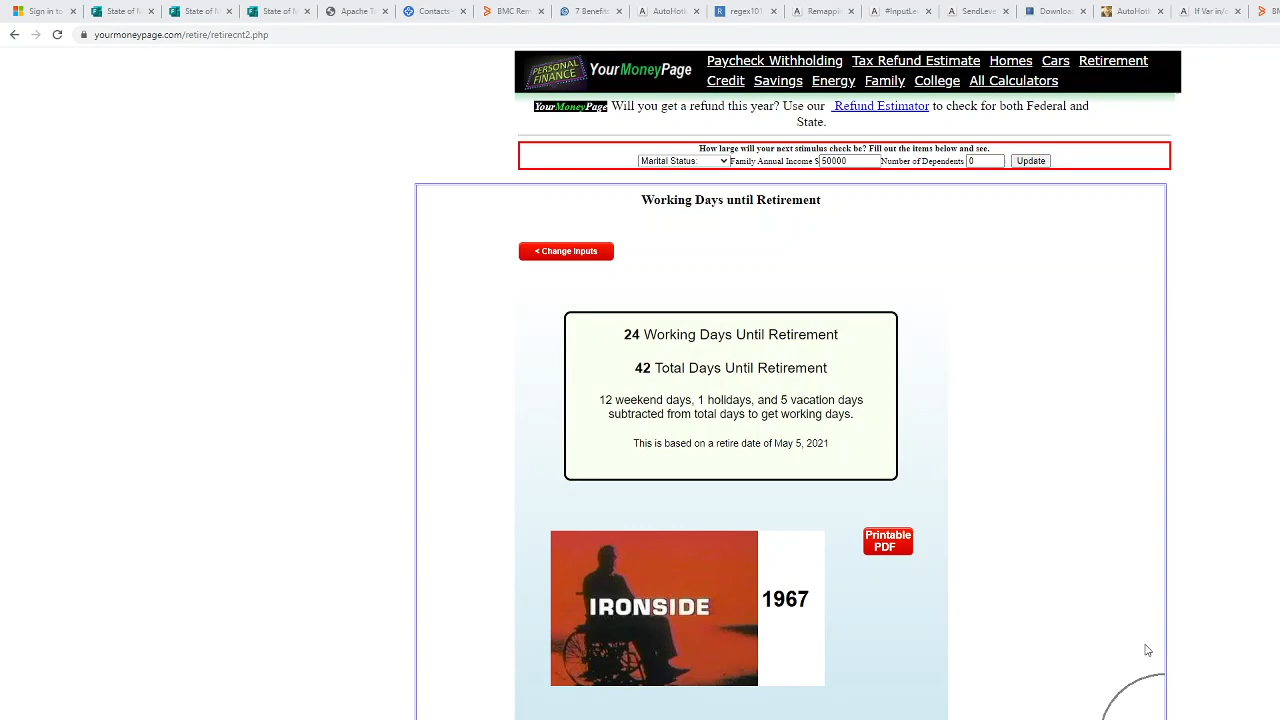 Sign in to
State of M
State of M
State of M
Apache To
Contacts -
BMC Rem
7 Benefits
AutoHotk
regex101
Remappi
#InputLev
SendLeve
Downloa
AutoHotk
If Var in/c
yourmoneypage.com/retire/retirecnt2.php
PERSONAL FINANCE YourMoneyPage
Paycheck Withholding Tax Refund Estimate Homes Cars Retirement
Credit Savings Energy Family College All Calculators
YourMoneyPage Will you get a refund this year? Use our Refund Estimator to check for both Federal and
State.
How large will your next stimulus check be? Fill out the items below and see.
Marital Status: Family Annual Income $ 50000 Number of Dependents 0 Update
Working Days until Retirement
< Change Inputs
24 Working Days Until Retirement
42 Total Days Until Retirement
12 weekend days, 1 holidays, and 5 vacation days
subtracted from total days to get working days.
This is based on a retire date of May 5, 2021
Printable
PDF
IRONSIDE
1967